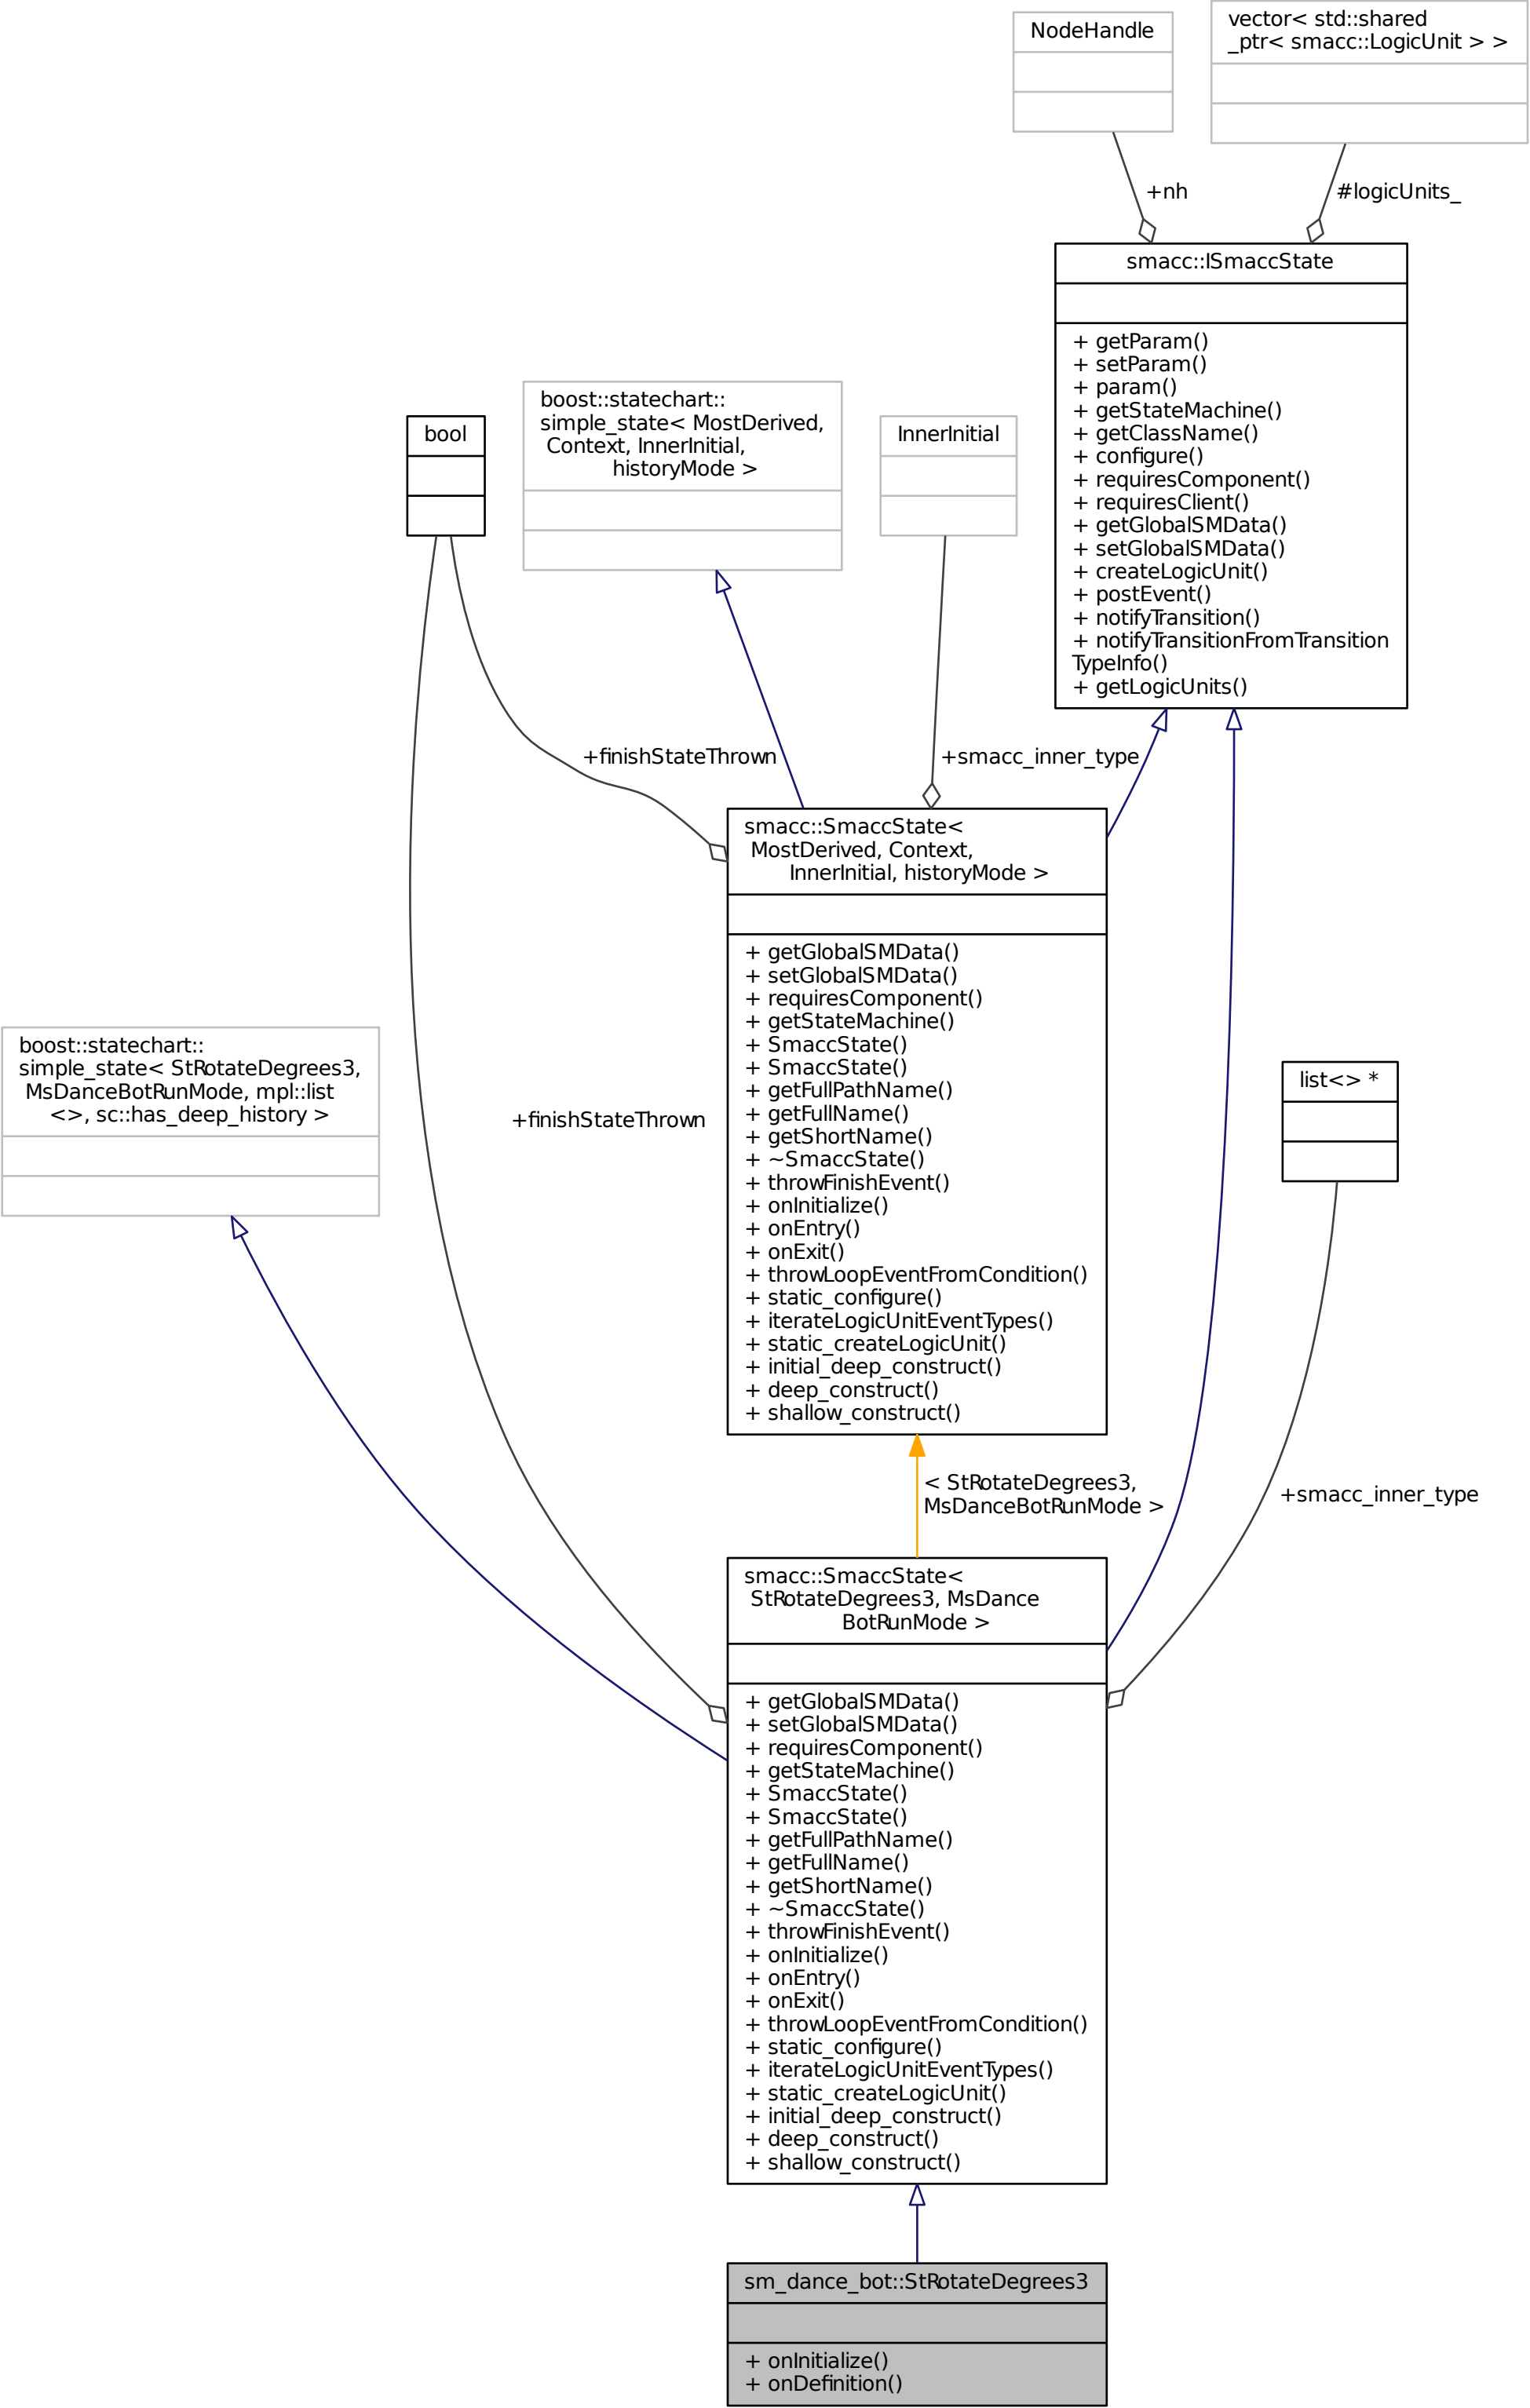 NodeHandle
vector< std::shared
_ptr< smacc::LogicUnit > >
+nh
#logicUnits_
smacc::ISmaccState
+ getParam()
+ setParam()
+ param()
+ getStateMachine()
+ getClassName()
+ configure()
+ requiresComponent()
+ requiresClient()
+ getGlobalSMData()
+ setGlobalSMData()
+ createLogicUnit()
+ postEvent()
+ notifyTransition()
+ notifyTransitionFromTransition
TypeInfo()
+ getLogicUnits()
bool
boost::statechart::
simple_state< MostDerived,
Context, InnerInitial,
historyMode >
InnerInitial
+finishStateThrown
+smacc_inner_type
smacc::SmaccState<
MostDerived, Context,
InnerInitial, historyMode >
+ getGlobalSMData()
+ setGlobalSMData()
+ requiresComponent()
+ getStateMachine()
+ SmaccState()
+ SmaccState()
+ getFullPathName()
+ getFullName()
+ getShortName()
+ ~SmaccState()
+ throwFinishEvent()
+ onInitialize()
+ onEntry()
+ onExit()
+ throwLoopEventFromCondition()
+ static_configure()
+ iterateLogicUnitEventTypes()
+ static_createLogicUnit()
+ initial_deep_construct()
+ deep_construct()
+ shallow_construct()
boost::statechart::
simple_state< StRotateDegrees3,
MsDanceBotRunMode, mpl::list
<>, sc::has_deep_history >
+finishStateThrown
list<> *
< StRotateDegrees3,
MsDanceBotRunMode >
+smacc_inner_type
smacc::SmaccState<
StRotateDegrees3, MsDance
BotRunMode >
+ getGlobalSMData()
+ setGlobalSMData()
+ requiresComponent()
+ getStateMachine()
+ SmaccState()
+ SmaccState()
+ getFullPathName()
+ getFullName()
+ getShortName()
+ ~SmaccState()
+ throwFinishEvent()
+ onInitialize()
+ onEntry()
+ onExit()
+ throwLoopEventFromCondition()
+ static_configure()
+ iterateLogicUnitEventTypes()
+ static_createLogicUnit()
+ initial_deep_construct()
+ deep_construct()
+ shallow_construct()
sm_dance_bot::StRotateDegrees3
+ onInitialize()
+ onDefinition()